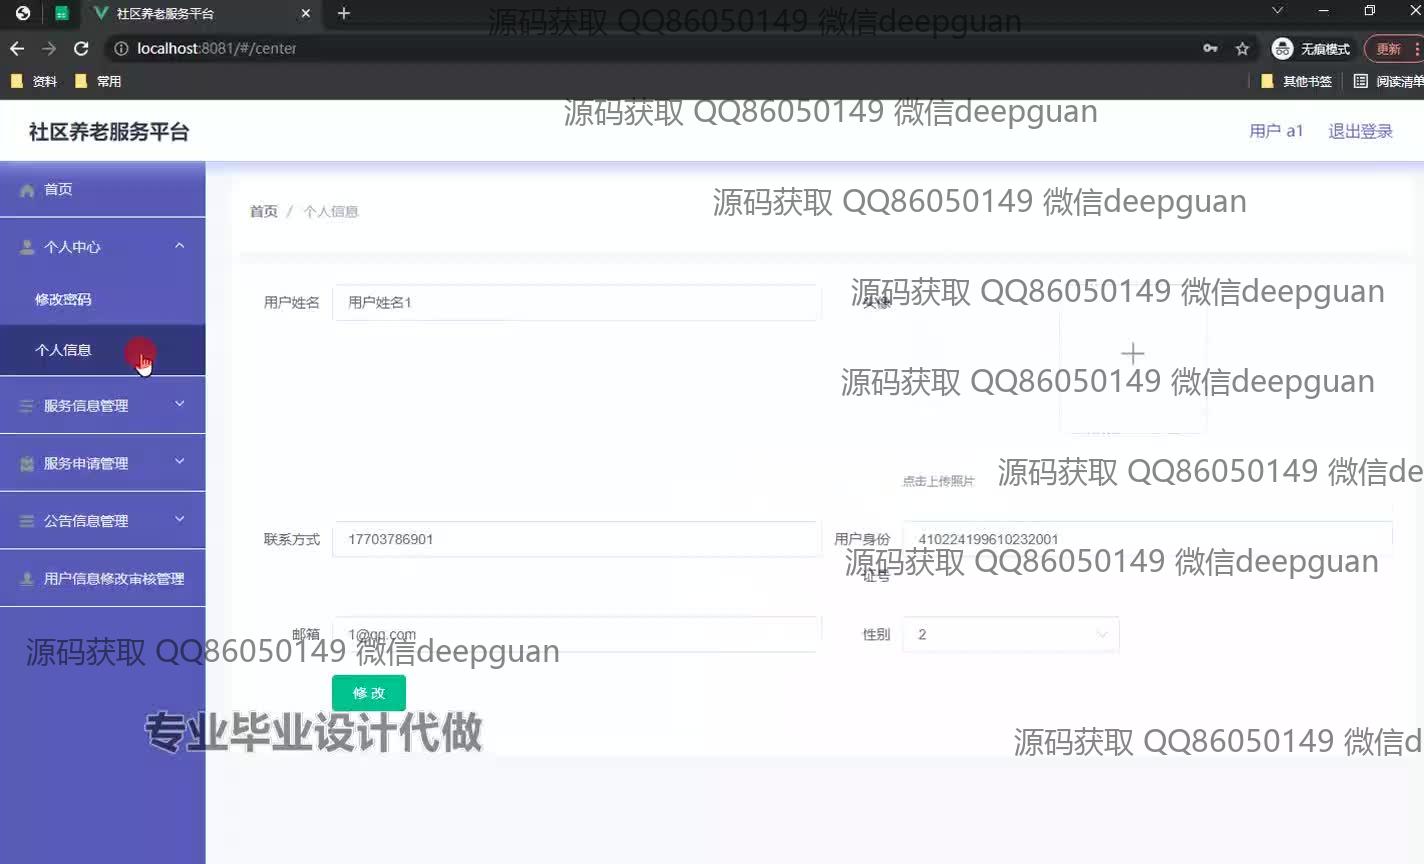 社区养老服务平台
localhost:8081/#/center
无痕模式
更新
资料
常用
其他书签
阅读清单
源码获取 QQ86050149 微信deepguan
源码获取 QQ86050149 微信deepguan
社区养老服务平台
用户 a1
退出登录
首页
个人中心
修改密码
个人信息
服务信息管理
服务申请管理
公告信息管理
用户信息修改审核管理
源码获取 QQ86050149 微信deepguan
首页 / 个人信息
源码获取 QQ86050149 微信deepguan
用户姓名
用户姓名1
头像
源码获取 QQ86050149 微信deepguan
点击上传照片
源码获取 QQ86050149 微信de
联系方式
17703786901
用户身份
证号
410224199610232001
源码获取 QQ86050149 微信deepguan
邮箱
1@qq.com
性别
2
源码获取 QQ86050149 微信deepguan
修 改
专业毕业设计代做
源码获取 QQ86050149 微信d